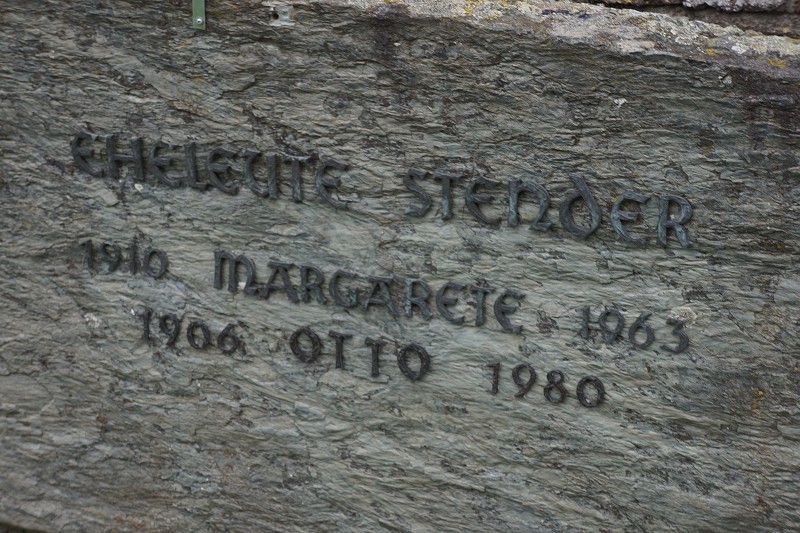 EHELEUTE STENDER
1910 MARGARETE 1963
1906 OTTO 1980